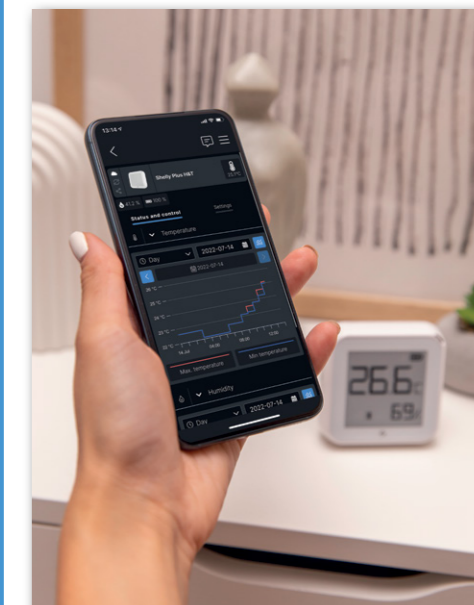 13:14
Shelly Plus H&T
Status and control
Settings
Temperature
Day
2022-07-14
2022-07-14
Max. temperature
Min temperature
Humidity
Day
2022-07-14
26.6